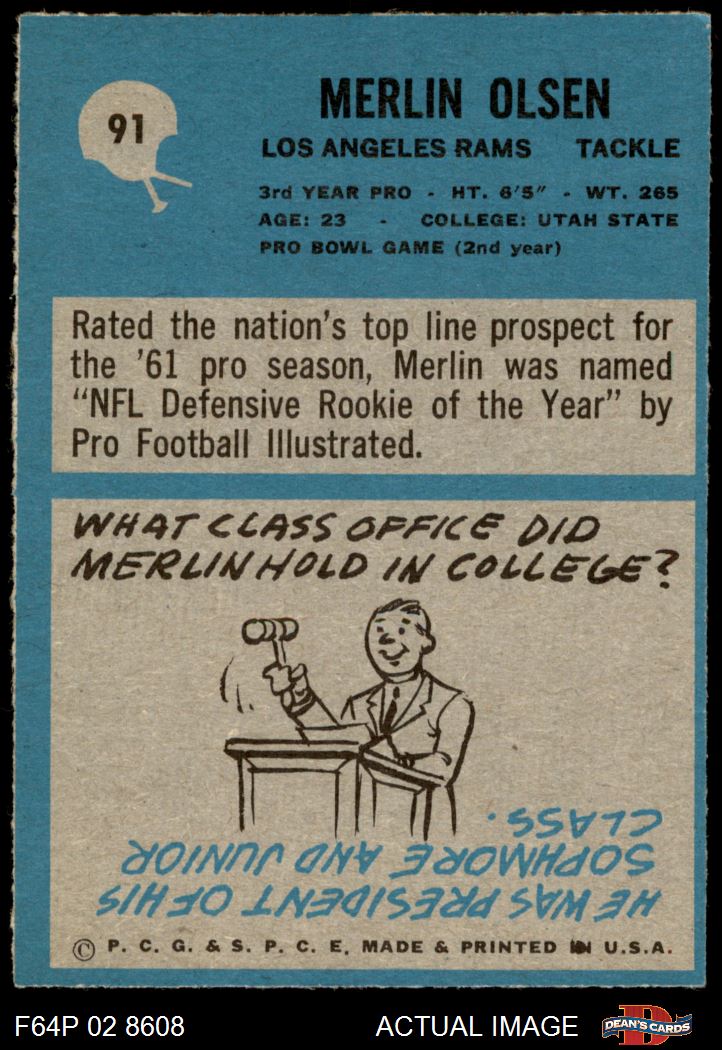 91
MERLIN OLSEN
LOS ANGELES RAMS TACKLE
3rd YEAR PRO - HT. 6'5" - WT. 265
AGE: 23 - COLLEGE: UTAH STATE
PRO BOWL GAME (2nd year)
Rated the nation's top line prospect for
the '61 pro season, Merlin was named
"NFL Defensive Rookie of the Year" by
Pro Football Illustrated.
WHAT CLASS OFFICE DID
MERLIN HOLD IN COLLEGE?
HE WAS PRESIDENT OF HIS
SOPHMORE AND JUNIOR
CLASS.
© P. C. G. & S. P. C. E. MADE & PRINTED IN U.S.A.
F64P 02 8608 ACTUAL IMAGE D DEAN'S CARDS